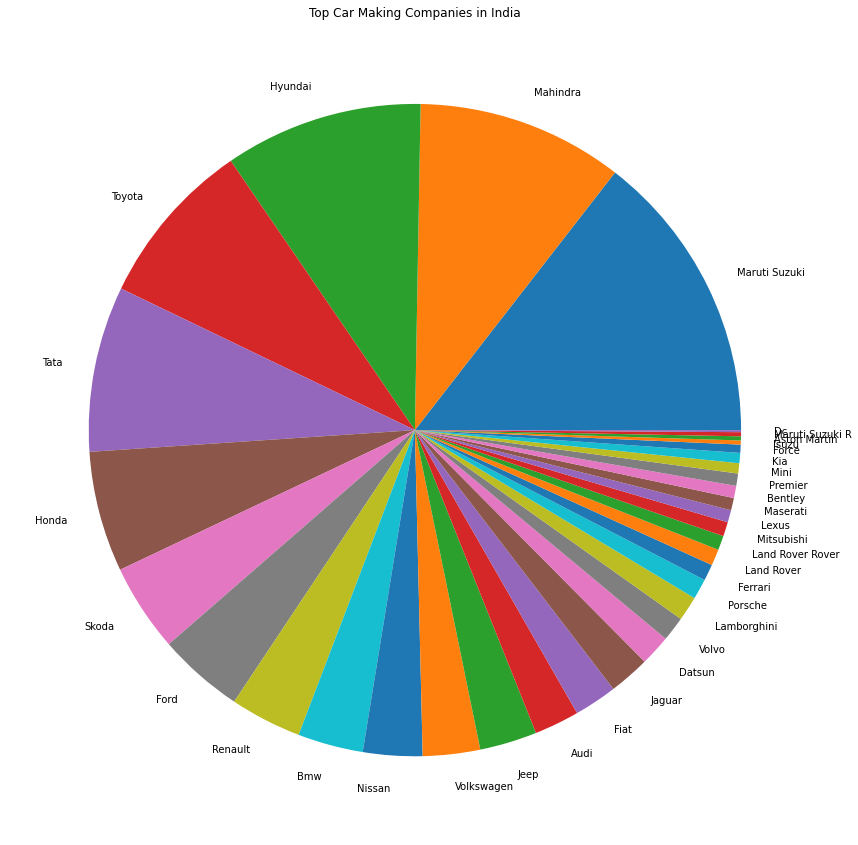 Top Car Making Companies in India
Maruti Suzuki
Mahindra
Hyundai
Toyota
Tata
Honda
Skoda
Ford
Renault
Bmw
Nissan
Volkswagen
Jeep
Audi
Fiat
Jaguar
Datsun
Volvo
Lamborghini
Porsche
Ferrari
Land Rover
Land Rover Rover
Mitsubishi
Lexus
Maserati
Bentley
Premier
Mini
Kia
Force
Isuzu
Aston Martin
Maruti Suzuki R
Dc